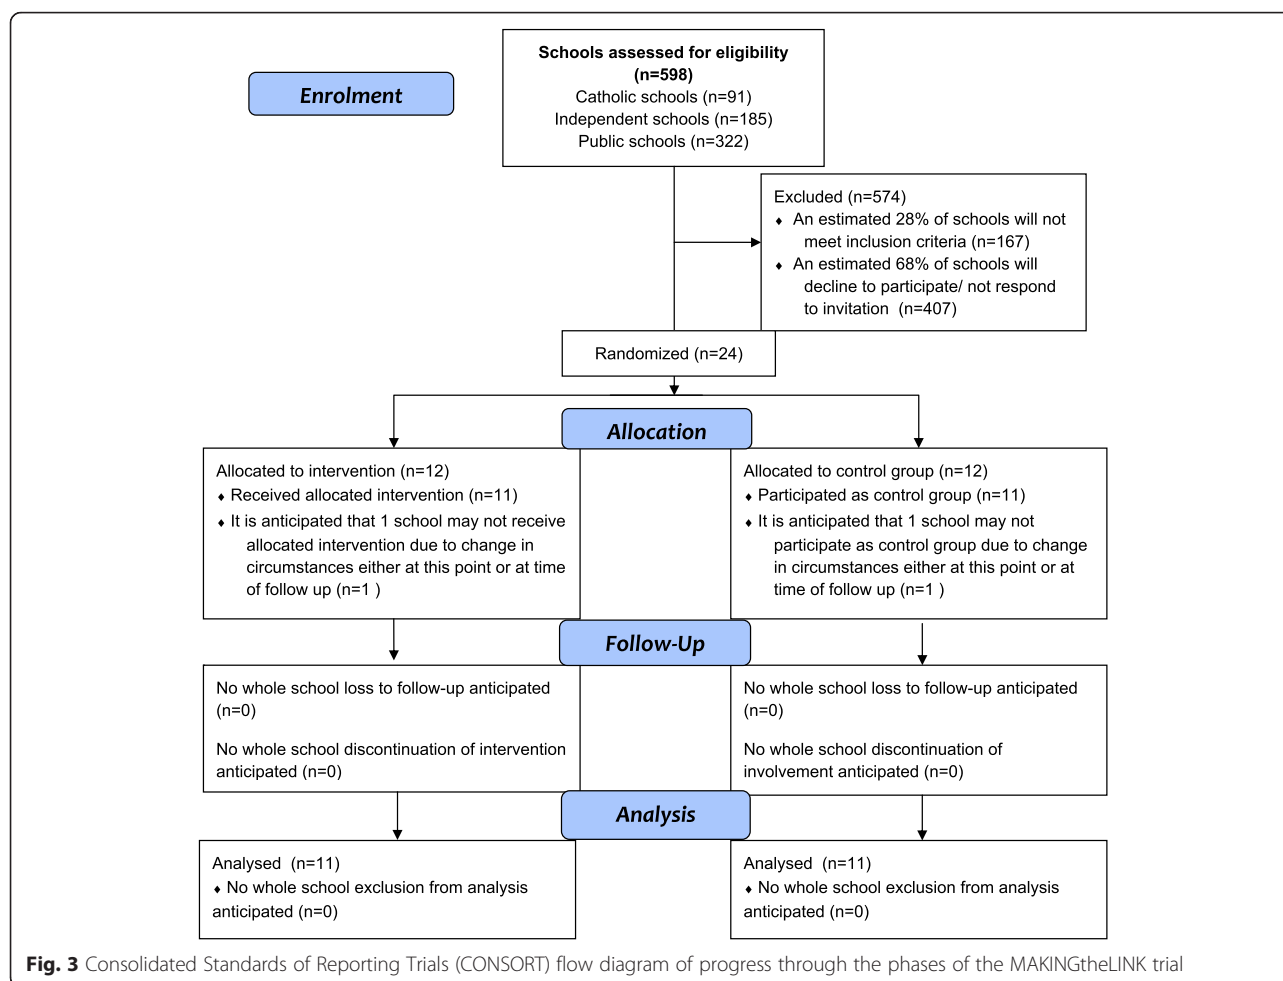 Schools assessed for eligibility
(n=598)
Catholic schools (n=91)
Independent schools (n=185)
Public schools (n=322)
Enrolment
Excluded (n=574)
♦ An estimated 28% of schools will not
meet inclusion criteria (n=167)
♦ An estimated 68% of schools will
decline to participate/ not respond
to invitation (n=407)
Randomized (n=24)
Allocation
Allocated to intervention (n=12)
♦ Received allocated intervention (n=11)
♦ It is anticipated that 1 school may not receive
allocated intervention due to change in
circumstances either at this point or at time
of follow up (n=1 )
Allocated to control group (n=12)
♦ Participated as control group (n=11)
♦ It is anticipated that 1 school may not
participate as control group due to change
in circumstances either at this point or at
time of follow up (n=1 )
Follow-Up
No whole school loss to follow-up anticipated
(n=0)
No whole school discontinuation of intervention
anticipated (n=0)
No whole school loss to follow-up anticipated
(n=0)
No whole school discontinuation of
involvement anticipated (n=0)
Analysis
Analysed (n=11)
♦ No whole school exclusion from analysis
anticipated (n=0)
Analysed (n=11)
♦ No whole school exclusion from analysis
anticipated (n=0)
Fig. 3 Consolidated Standards of Reporting Trials (CONSORT) flow diagram of progress through the phases of the MAKINGtheLINK trial